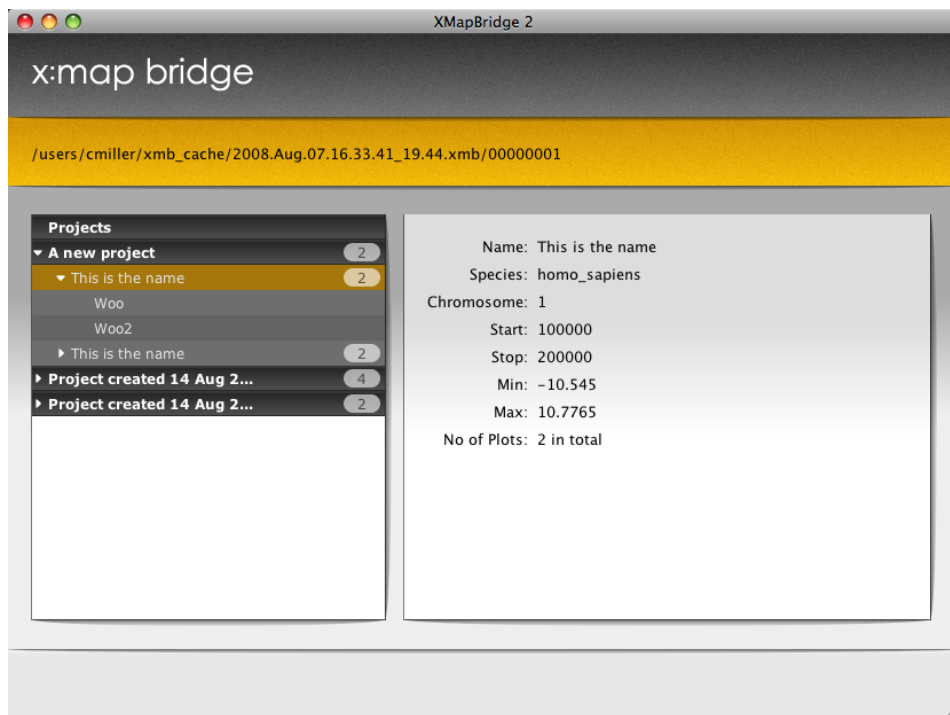 XMapBridge 2
x:map bridge
/users/cmiller/xmb_cache/2008.Aug.07.16.33.41_19.44.xmb/00000001
Projects
A new project 2
This is the name 2
Woo
Woo2
This is the name 2
Project created 14 Aug 2... 4
Project created 14 Aug 2... 2
Name: This is the name
Species: homo_sapiens
Chromosome: 1
Start: 100000
Stop: 200000
Min: -10.545
Max: 10.7765
No of Plots: 2 in total